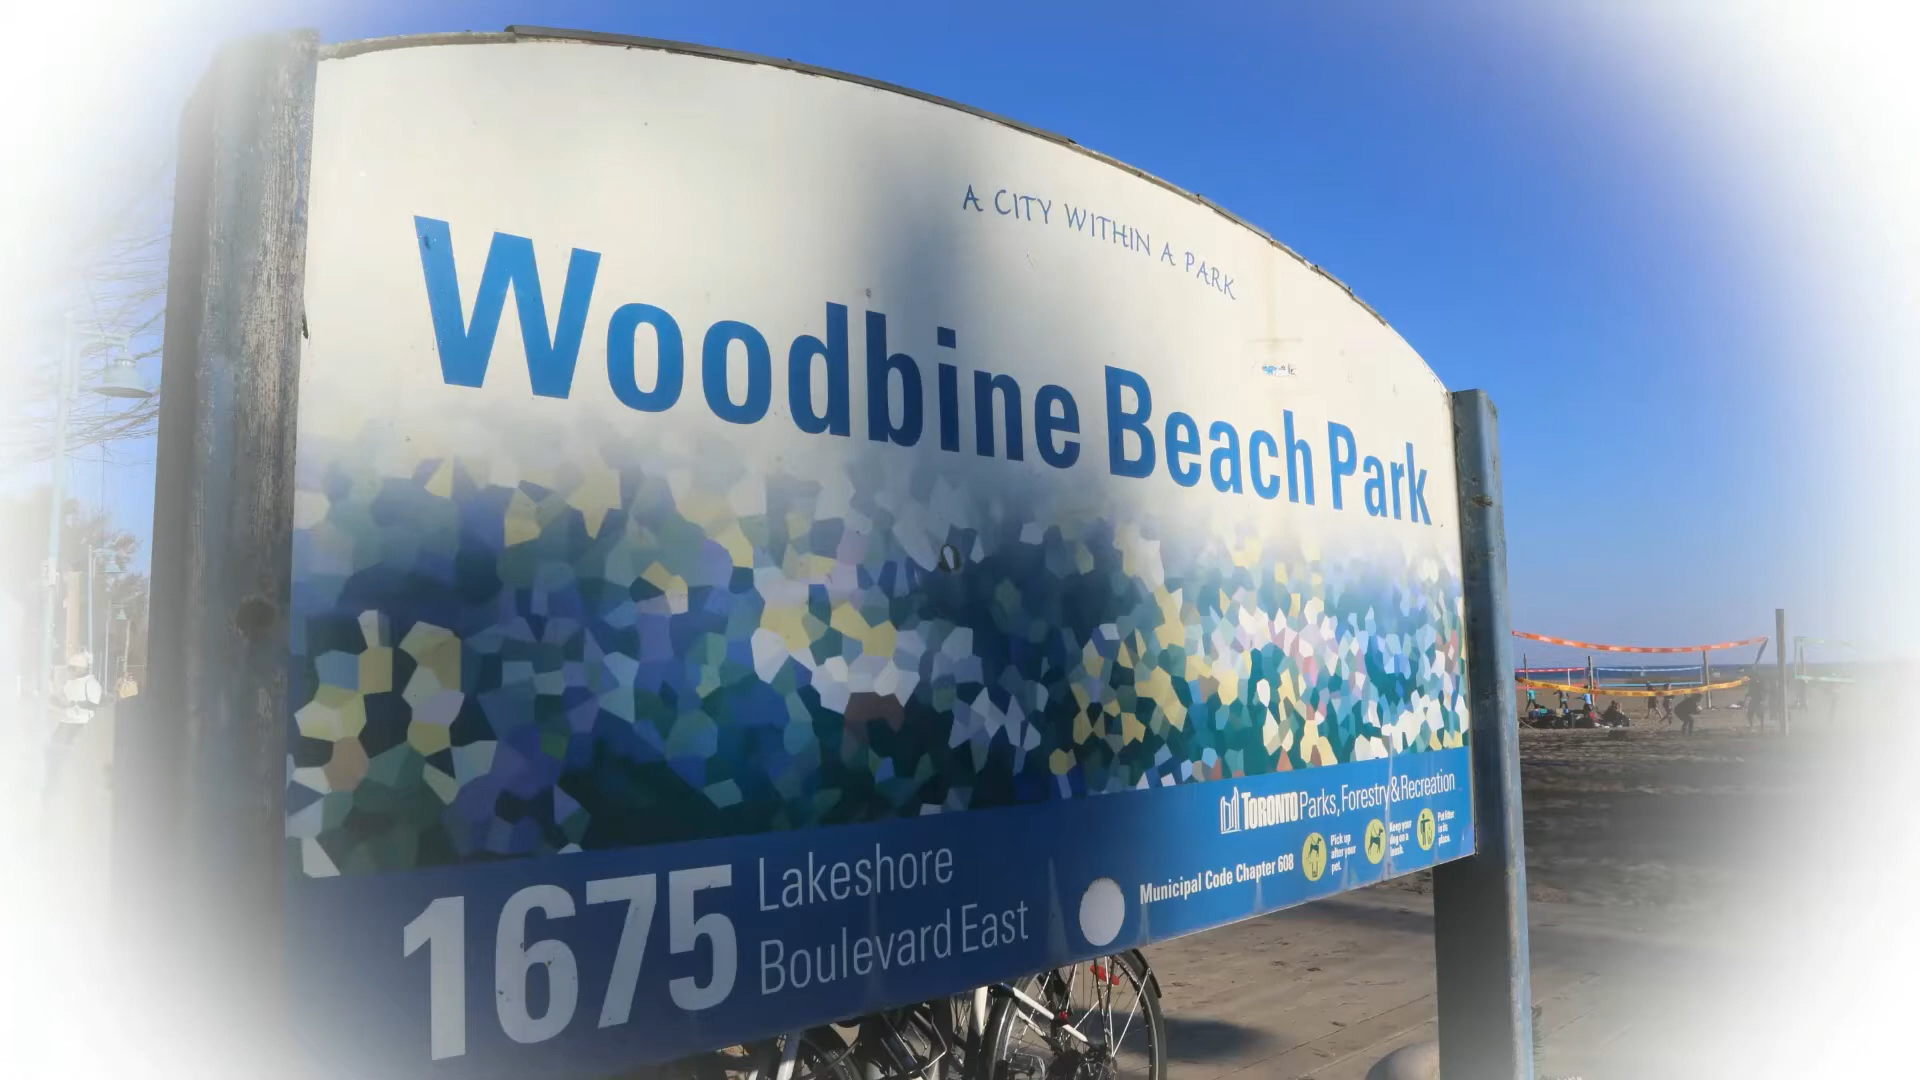 A CITY WITHIN A PARK
Woodbine Beach Park
TORONTO Parks, Forestry & Recreation
1675 Lakeshore
Boulevard East
Municipal Code Chapter 608
Pick up
after your
pet.
Keep your
dog on a
leash.
Put litter
in its
place.